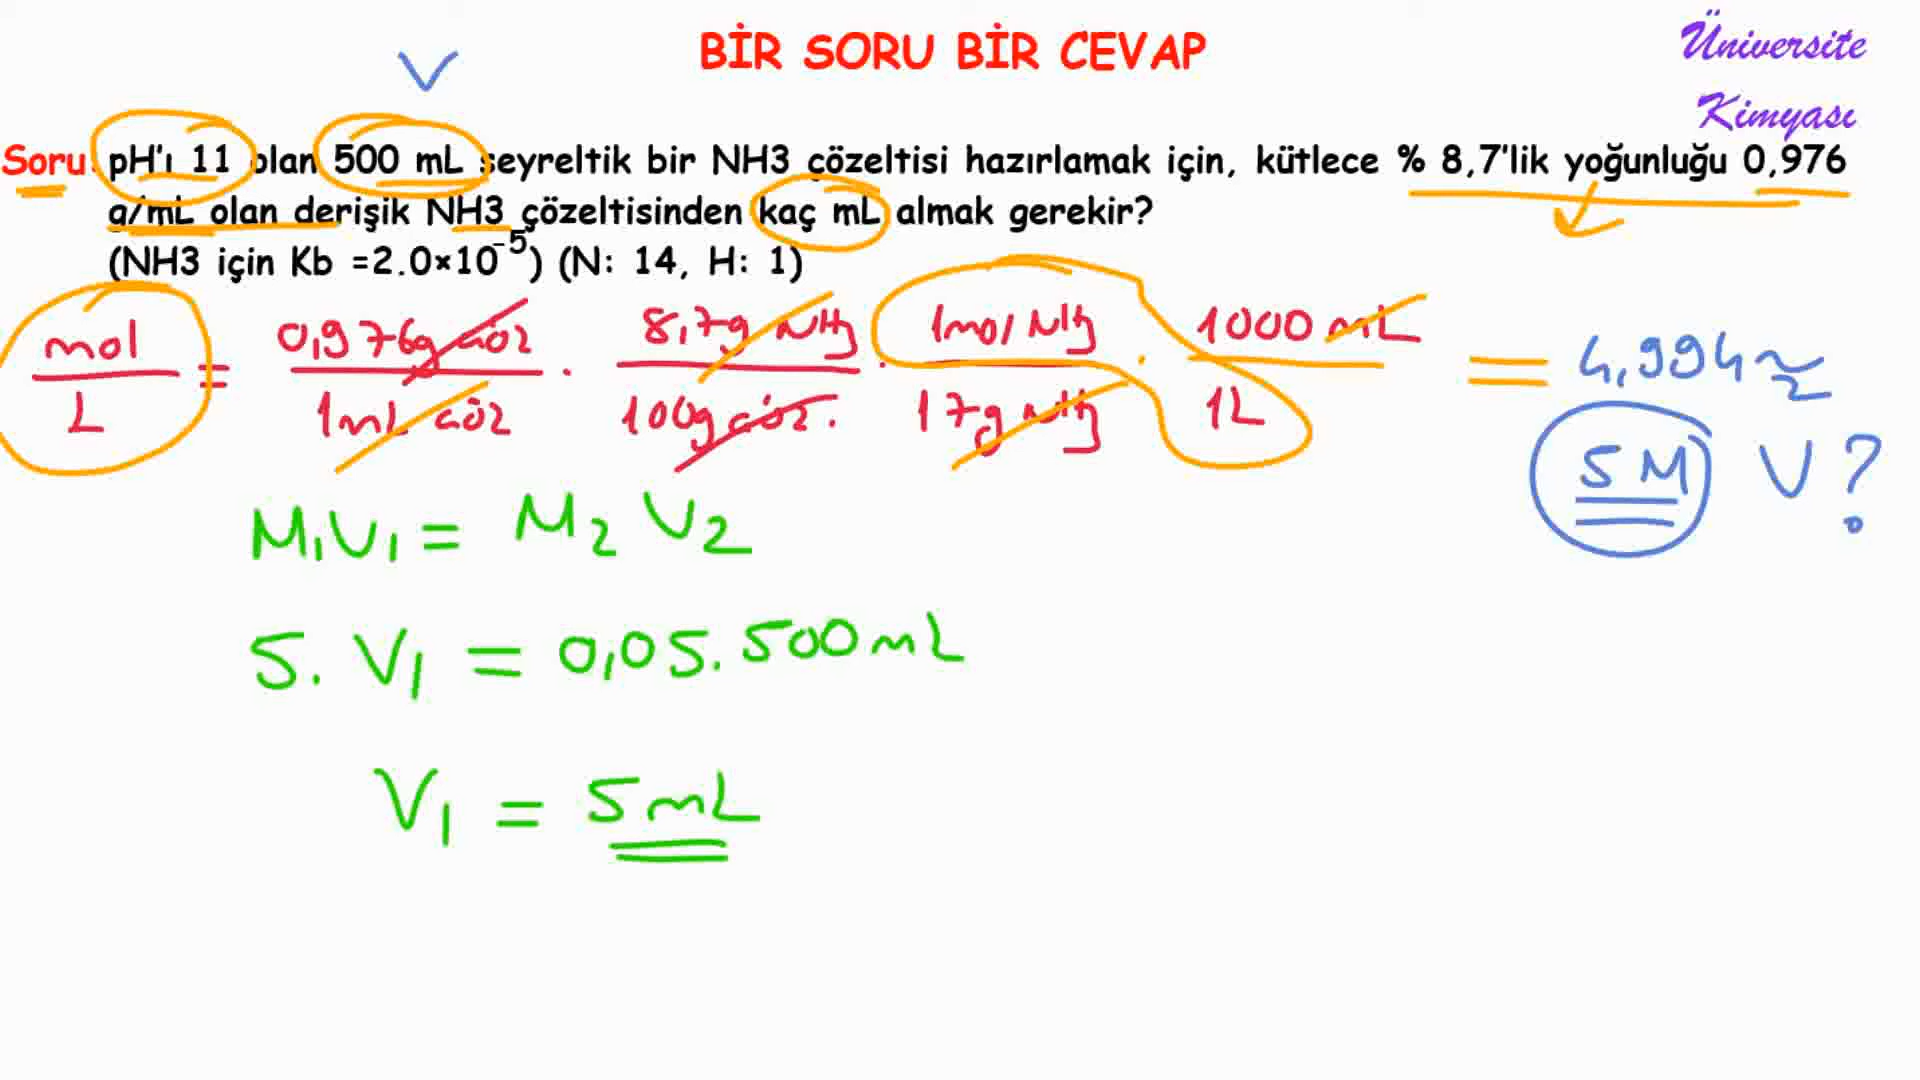 BİR SORU BİR CEVAP
Üniversite
Kimyası
V
Soru: pH'ı 11 olan 500 mL seyreltik bir NH3 çözeltisi hazırlamak için, kütlece % 8,7'lik yoğunluğu 0,976
g/mL olan derişik NH3 çözeltisinden kaç mL almak gerekir?
(NH3 için Kb =2.0×10⁻⁵) (N: 14, H: 1)
mol/L = 0,976g çöz/1mL çöz . 8,7g NH3/100g çöz. . 1mol NH3/17g NH3 . 1000 mL/1L = 4,994 ~
5M V ?
M₁V₁ = M₂ V₂
5. V₁ = 0,05. 500mL
V₁ = 5mL